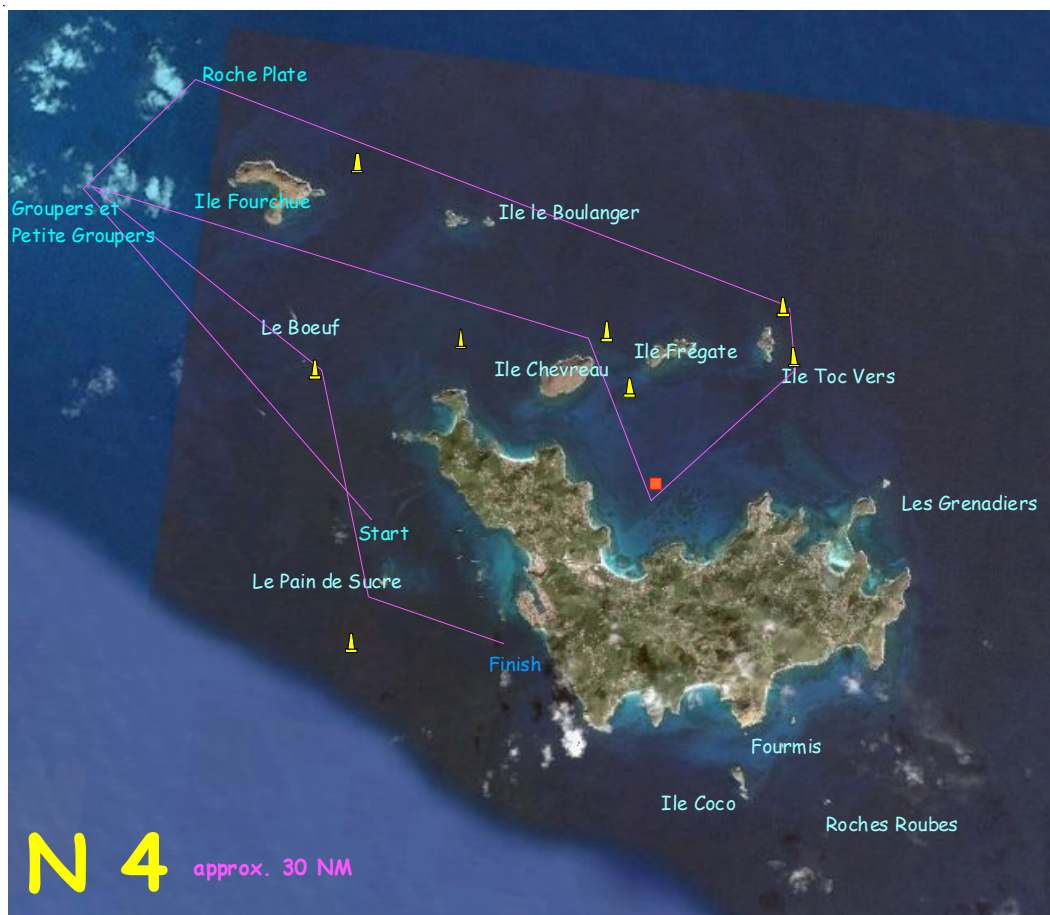 Roche Plate
Ile Fourchue
Groupers et
Petite Groupers
Ile le Boulanger
Le Boeuf
Ile Frégate
Ile Chevreau
Ile Toc Vers
Les Grenadiers
Start
Le Pain de Sucre
Finish
Fourmis
Ile Coco
Roches Roubes
N 4
approx. 30 NM